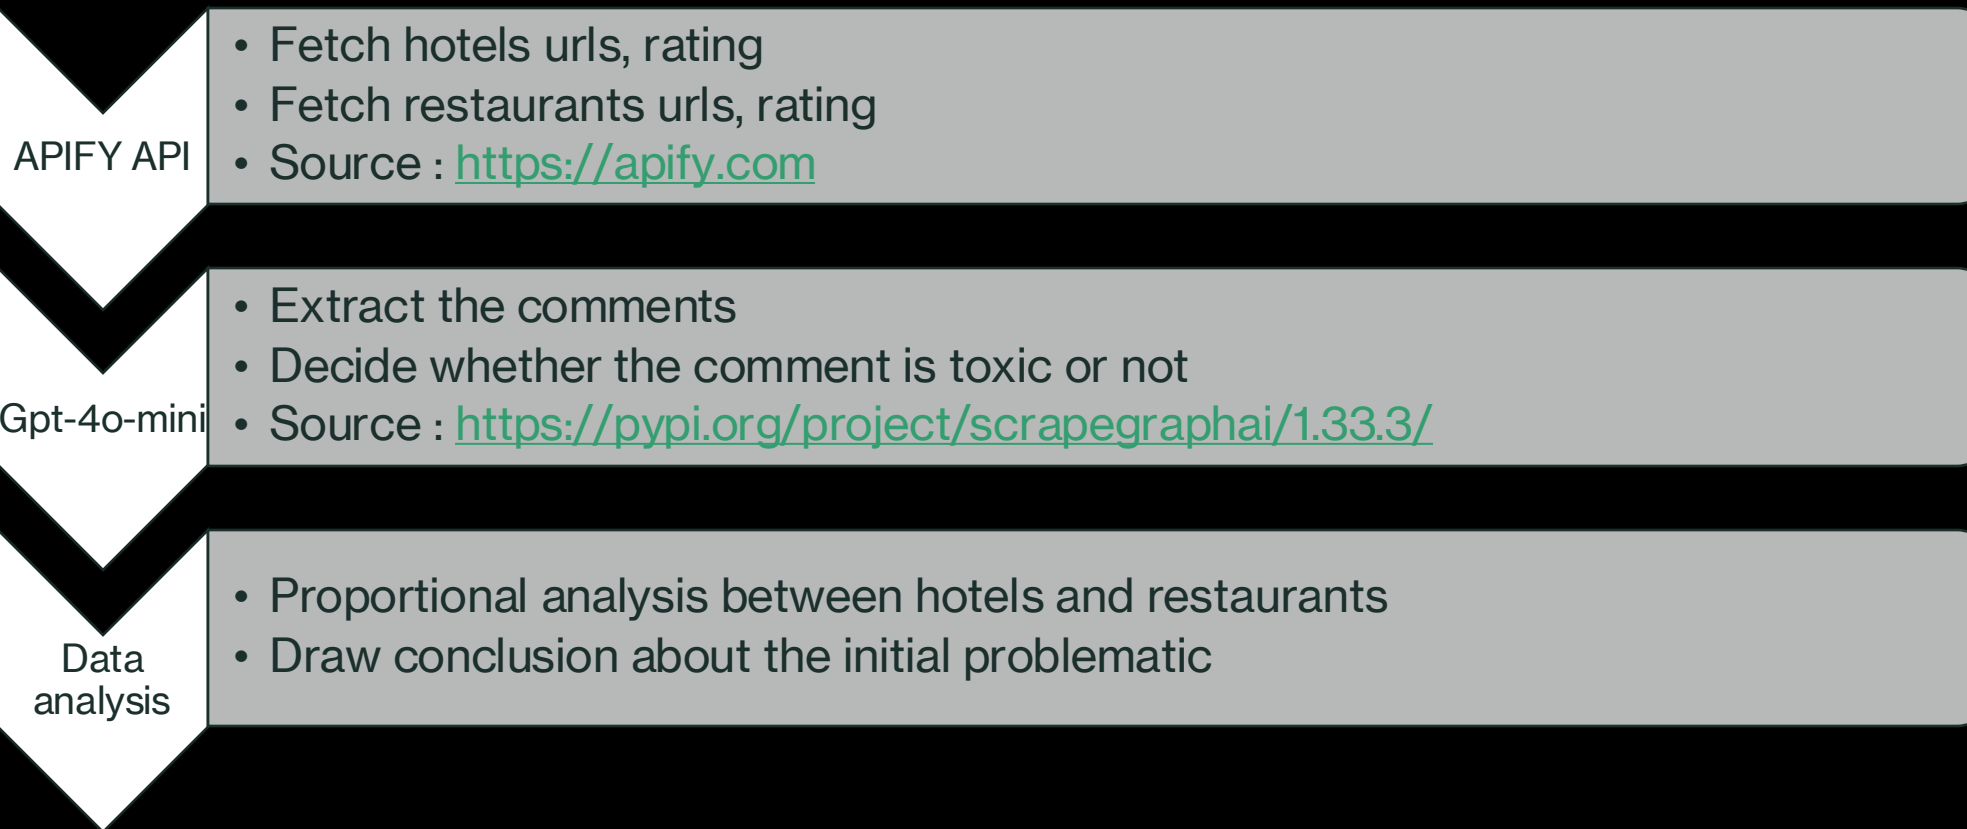 APIFY API
• Fetch hotels urls, rating
• Fetch restaurants urls, rating
• Source : https://apify.com
Gpt-4o-mini
• Extract the comments
• Decide whether the comment is toxic or not
• Source : https://pypi.org/project/scrapegraphai/1.33.3/
Data
analysis
• Proportional analysis between hotels and restaurants
• Draw conclusion about the initial problematic